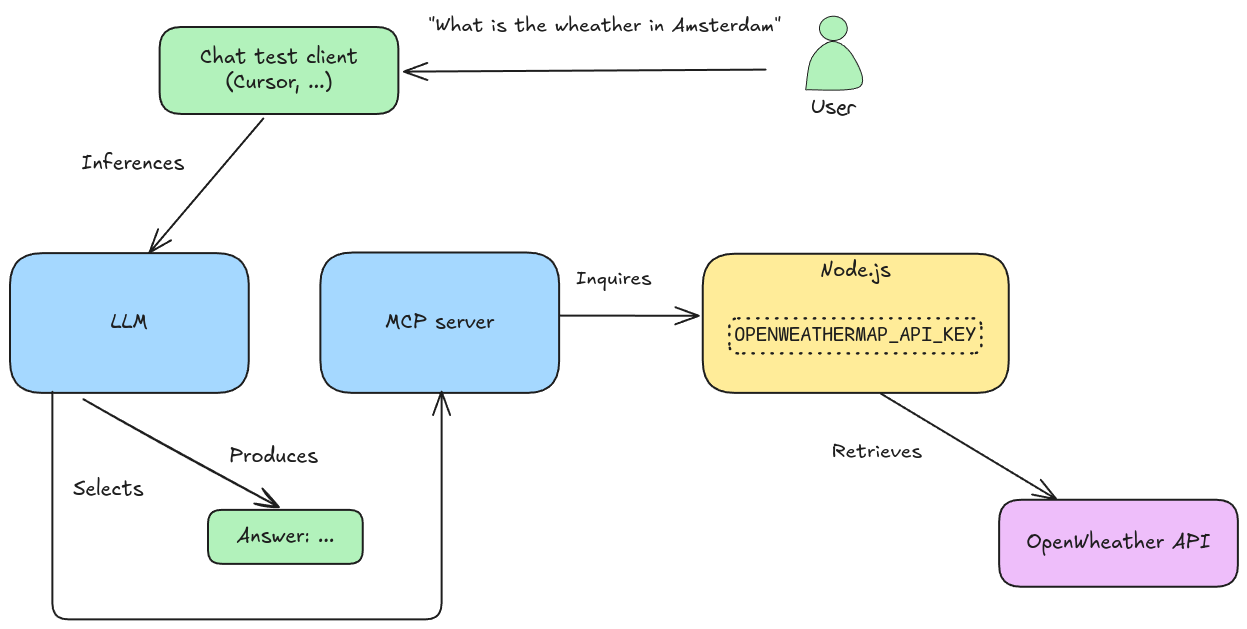 "What is the wheather in Amsterdam"
Chat test client
(Cursor, ...)
User
Inferences
LLM
MCP server
Inquires
Node.js
OPENWEATHERMAP_API_KEY
Produces
Selects
Retrieves
Answer: ...
OpenWheather API